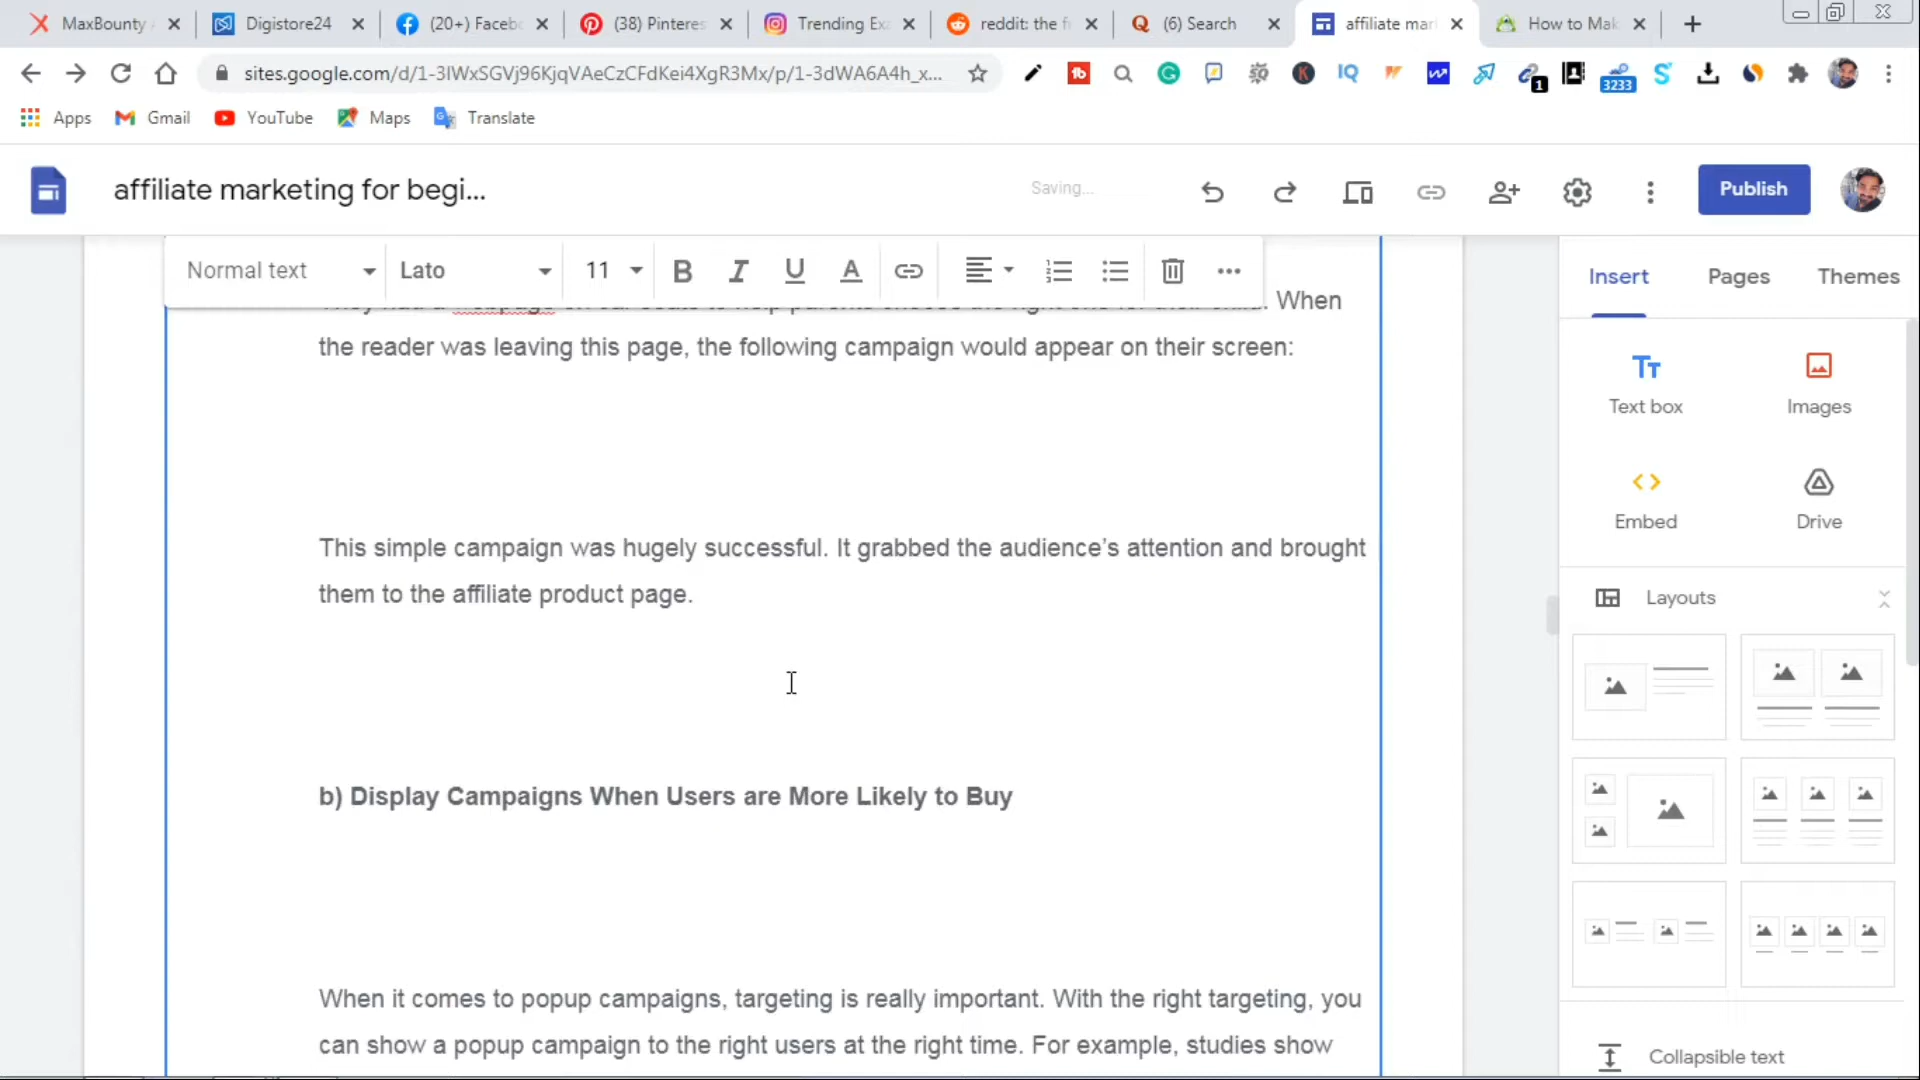 MaxBounty
Digistore24
(20+) Faceb
(38) Pinteres
Trending Ex
reddit: the f
(6) Search
affiliate mar
How to Mak
sites.google.com/d/1-3lWxSGVj96KjqVAeCzCFdKei4XgR3Mx/p/1-3dWA6A4h_x...
1
3233
Apps
Gmail
YouTube
Maps
Translate
affiliate marketing for begi...
Saving...
Publish
Normal text
Lato
11
Insert
Pages
Themes
When
the reader was leaving this page, the following campaign would appear on their screen:
This simple campaign was hugely successful. It grabbed the audience's attention and brought
them to the affiliate product page.
b) Display Campaigns When Users are More Likely to Buy
When it comes to popup campaigns, targeting is really important. With the right targeting, you
can show a popup campaign to the right users at the right time. For example, studies show
Text box
Images
Embed
Drive
Layouts
Collapsible text